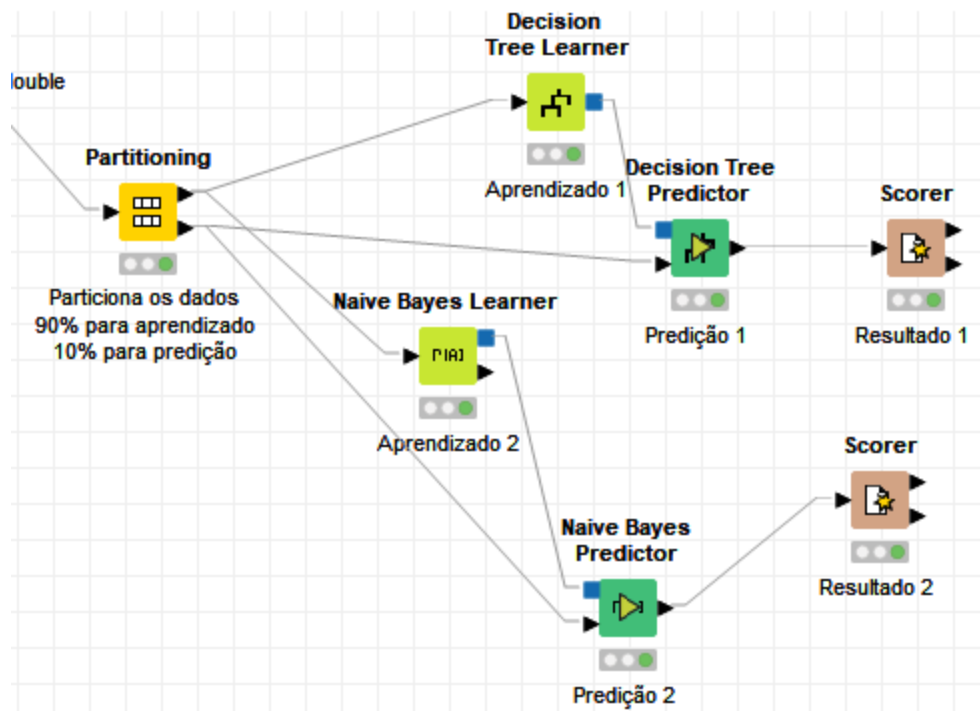 Decision
Tree Learner
Aprendizado 1
Partitioning
Particiona os dados
90% para aprendizado
10% para predição
Decision Tree
Predictor
Predição 1
Scorer
Resultado 1
Naive Bayes Learner
Aprendizado 2
Scorer
Resultado 2
Naive Bayes
Predictor
Predição 2